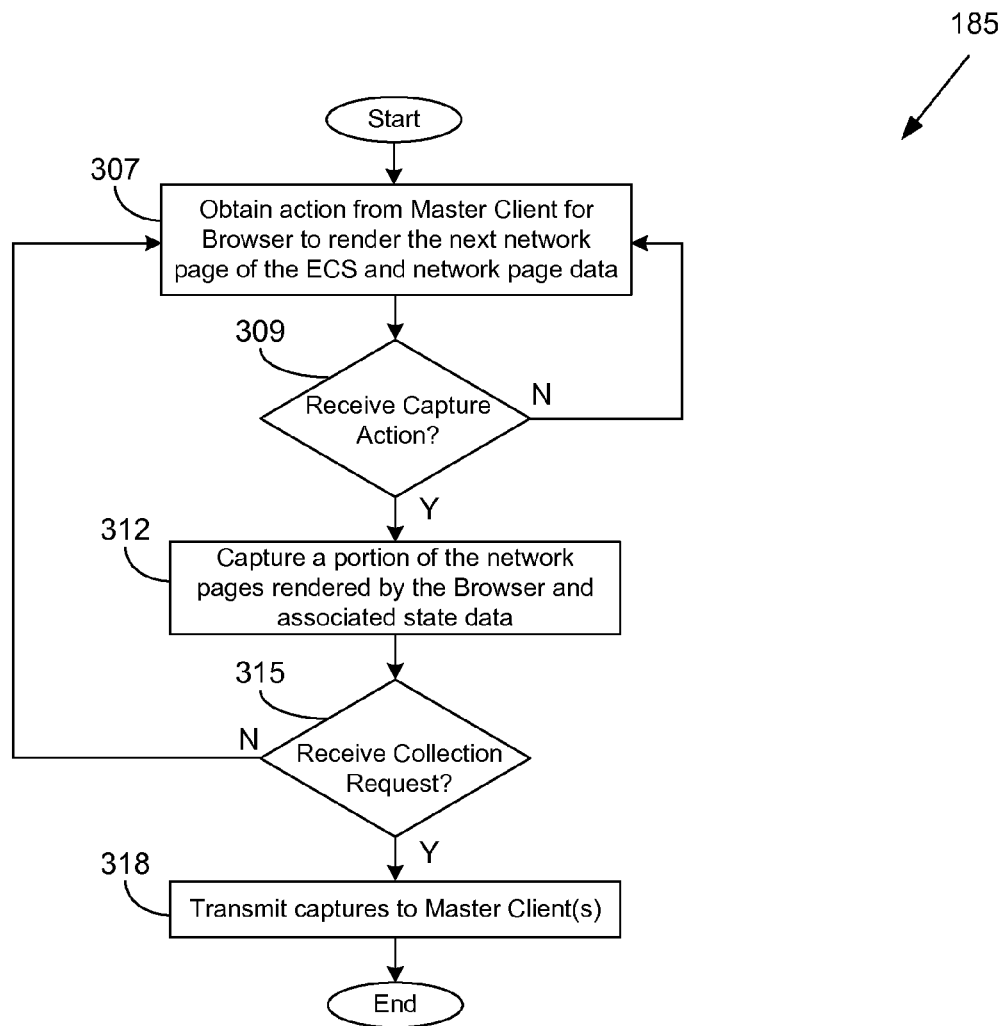 185
Start
307
Obtain action from Master Client for
Browser to render the next network
page of the ECS and network page data
309
Receive Capture
Action?
N
Y
312
Capture a portion of the network
pages rendered by the Browser and
associated state data
315
N
Receive Collection
Request?
Y
318
Transmit captures to Master Client(s)
End